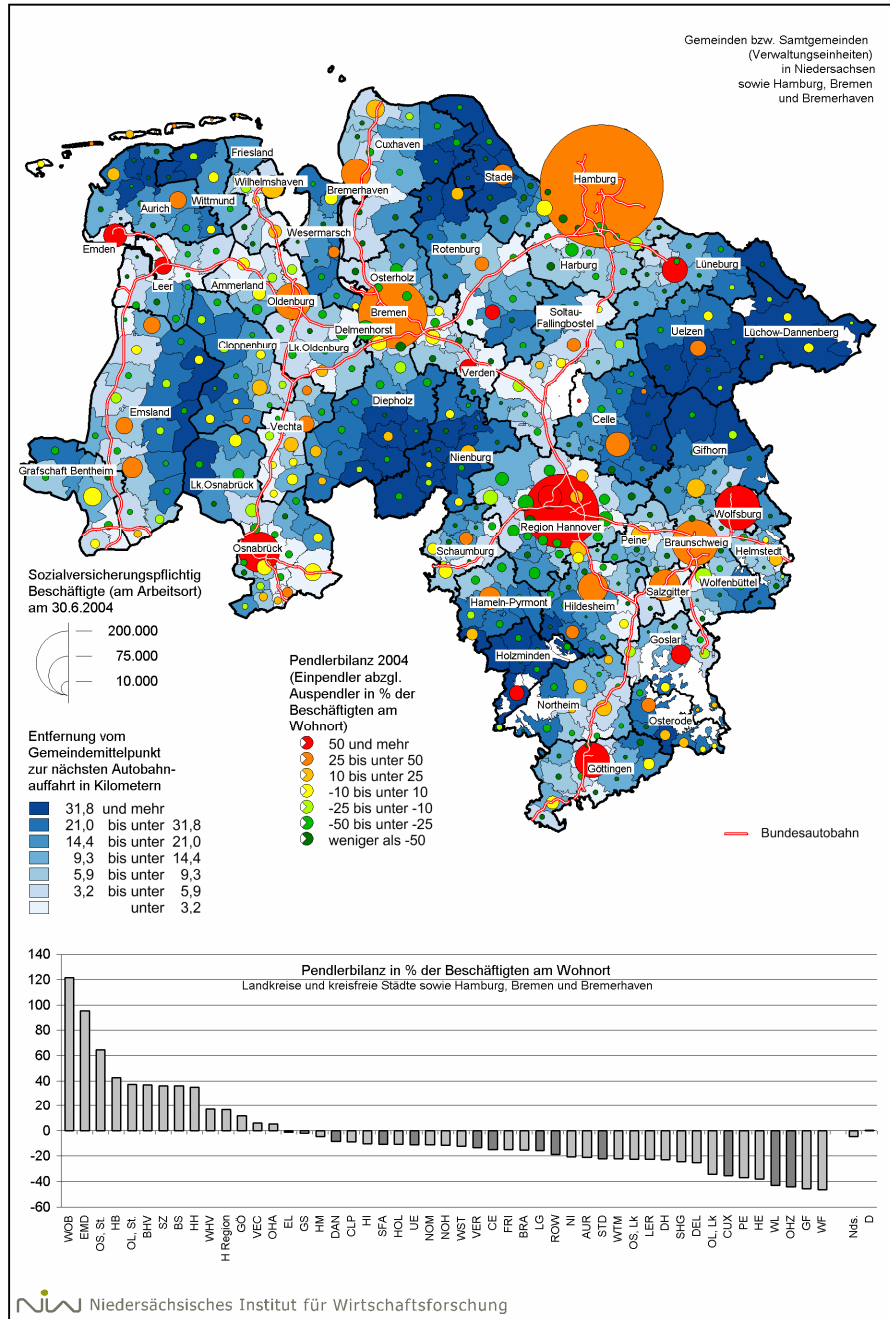 Gemeinden bzw. Samtgemeinden
(Verwaltungseinheiten)
in Niedersachsen
sowie Hamburg, Bremen
und Bremerhaven
Cuxhaven
Friesland
Wilhelmshaven
Stade
Hamburg
Bremerhaven
Aurich
Wittmund
Wesermarsch
Emden
Rotenburg
Harburg
Lüneburg
Leer
Ammerland
Osterholz
Oldenburg
Bremen
Soltau-
Fallingbostel
Uelzen
Lüchow-Dannenberg
Delmenhorst
Cloppenburg
Lk.Oldenburg
Verden
Emsland
Diepholz
Celle
Vechta
Gifhorn
Grafschaft Bentheim
Nienburg
Lk.Osnabrück
Wolfsburg
Region Hannover
Osnabrück
Schaumburg
Peine
Braunschweig
Helmstedt
Wolfenbüttel
Salzgitter
Hameln-Pyrmont
Hildesheim
Goslar
Holzminden
Northeim
Osterode
Göttingen
Sozialversicherungspflichtig
Beschäftigte (am Arbeitsort)
am 30.6.2004
200.000
75.000
10.000
Entfernung vom
Gemeindemittelpunkt
zur nächsten Autobahn-
auffahrt in Kilometern
31,8 und mehr
21,0 bis unter 31,8
14,4 bis unter 21,0
9,3 bis unter 14,4
5,9 bis unter 9,3
3,2 bis unter 5,9
unter 3,2
Pendlerbilanz 2004
(Einpendler abzgl.
Auspendler in % der
Beschäftigten am
Wohnort)
50 und mehr
25 bis unter 50
10 bis unter 25
-10 bis unter 10
-25 bis unter -10
-50 bis unter -25
weniger als -50
Bundesautobahn
Pendlerbilanz in % der Beschäftigten am Wohnort
Landkreise und kreisfreie Städte sowie Hamburg, Bremen und Bremerhaven
140
120
100
80
60
40
20
0
-20
-40
-60
WOB EMD OS, St. HB OL, St. BHV SZ BS HH WHV H Region GÖ VEC OHA EL GS HM DAN CLP HI SFA HOL UE NOM NOH WST VER CE FRI BRA LG ROW NI AUR STD WTM OS, Lk LER DH SHG DEL OL, Lk CUX PE HE WL OHZ GF WF Nds. D
NIW Niedersächsisches Institut für Wirtschaftsforschung